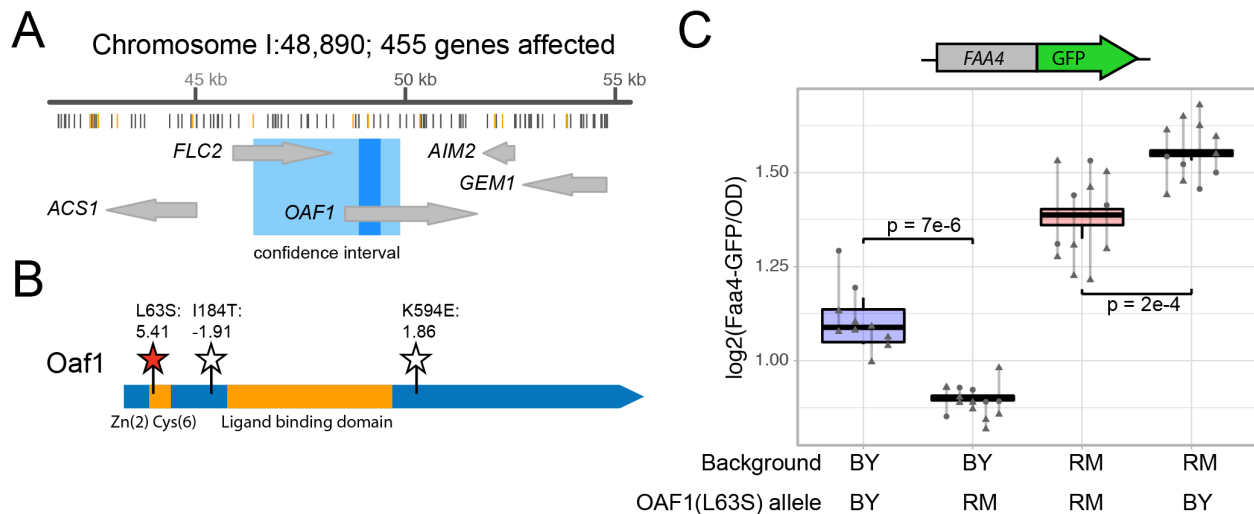 A
Chromosome I:48,890; 455 genes affected
45 kb 50 kb 55 kb
FLC2 AIM2
GEM1
ACS1 OAF1
confidence interval
B
L63S: I184T: K594E:
5.41 -1.91 1.86
Oaf1
Zn(2) Cys(6) Ligand binding domain
C
FAA4 GFP
log2(Faa4-GFP/OD)
1.50
1.25
1.00
p = 7e-6
p = 2e-4
Background BY BY RM RM
OAF1(L63S) allele BY RM RM BY